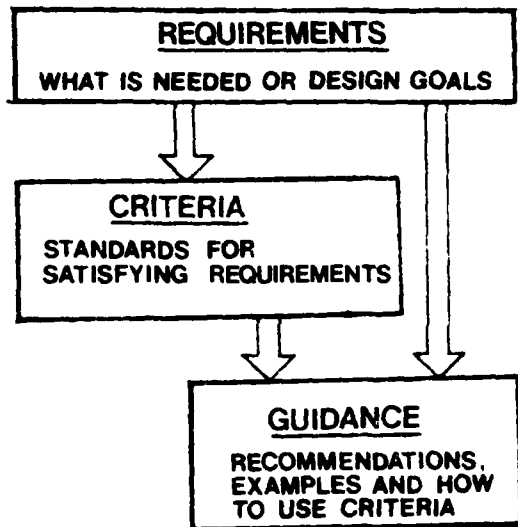 REQUIREMENTS
WHAT IS NEEDED OR DESIGN GOALS
CRITERIA
STANDARDS FOR
SATISFYING REQUIREMENTS
GUIDANCE
RECOMMENDATIONS,
EXAMPLES AND HOW
TO USE CRITERIA